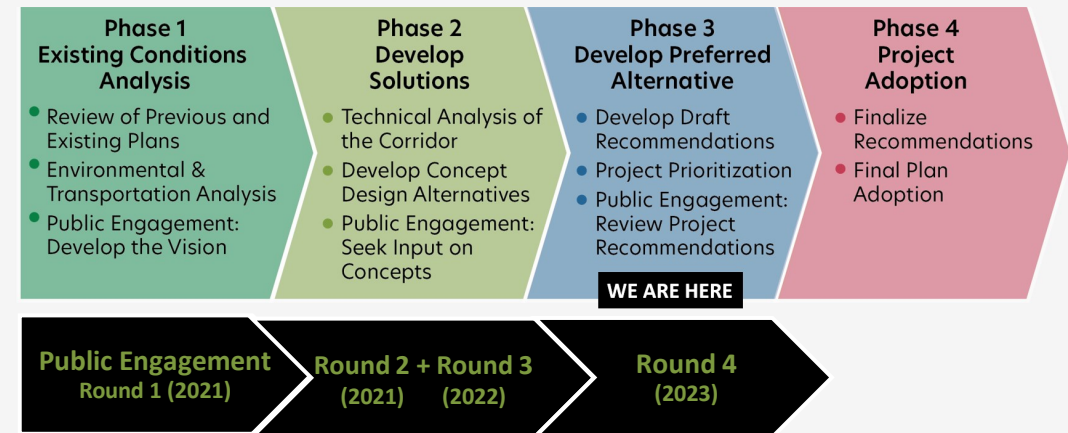 Phase 1
Existing Conditions
Analysis
Review of Previous and
Existing Plans
Environmental &
Transportation Analysis
Public Engagement:
Develop the Vision
Phase 2
Develop
Solutions
Technical Analysis of
the Corridor
Develop Concept
Design Alternatives
Public Engagement:
Seek Input on
Concepts
Phase 3
Develop Preferred
Alternative
Develop Draft
Recommendations
Project Prioritization
Public Engagement:
Review Project
Recommendations
WE ARE HERE
Phase 4
Project
Adoption
Finalize
Recommendations
Final Plan
Adoption
Public Engagement
Round 1 (2021)
Round 2 + Round 3
(2021) (2022)
Round 4
(2023)